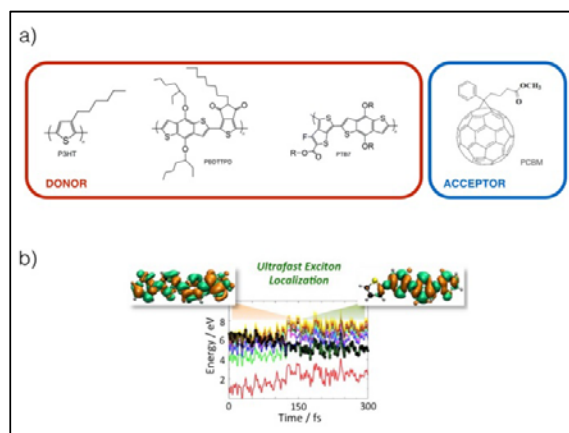 a)
OCH₃
O
P3HT
PBDTTPD
PTB7
PCBM
DONOR
ACCEPTOR
b)
Ultrafast Exciton
Localization
Energy / eV
8
6
4
2
0 150 300
Time / fs